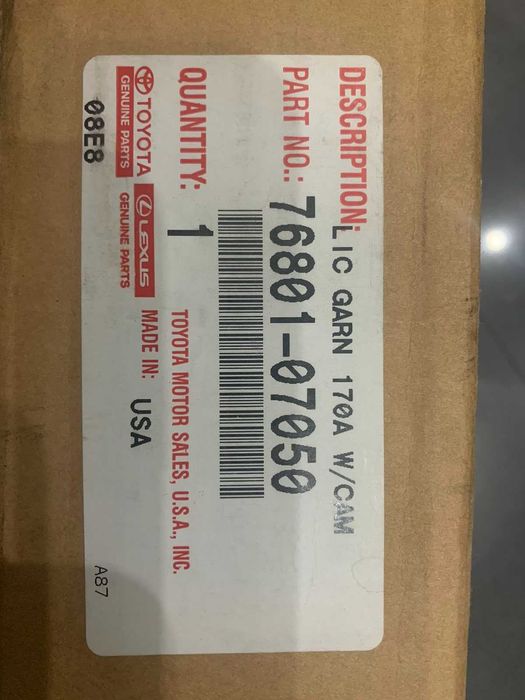 DESCRIPTION: LIC GARN 170A W/CAM
PART NO.: 76801-07050
QUANTITY: 1
TOYOTA MOTOR SALES, U.S.A., INC.
TOYOTA
GENUINE PARTS
LEXUS
GENUINE PARTS
MADE IN: USA
08E8
A87